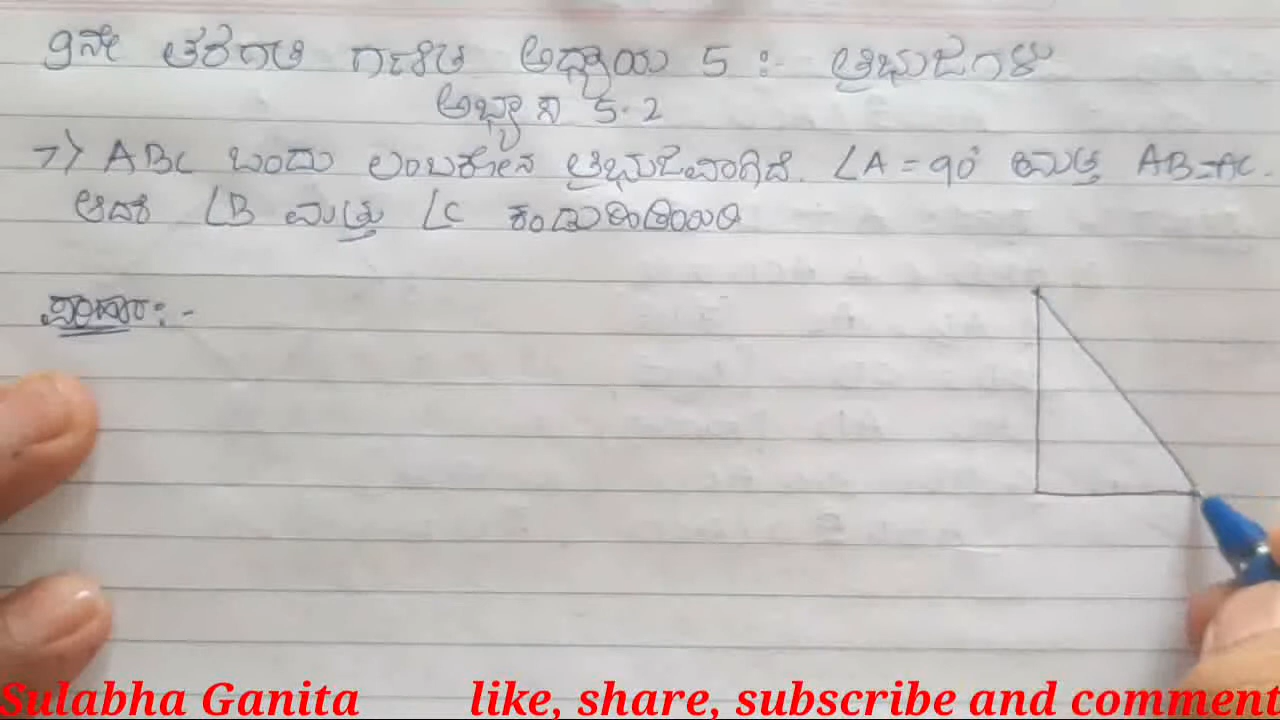 9ನೇ ತರಗತಿ ಗಣಿತ ಅಧ್ಯಾಯ 5 : ತ್ರಿಭುಜಗಳು
ಅಭ್ಯಾಸ 5.2
7) ABC ಒಂದು ಲಂಬಕೋನ ತ್ರಿಭುಜವಾಗಿದೆ. ∠A = 90° ಮತ್ತು AB=AC.
ಆದರೆ ∠B ಮತ್ತು ∠C ಕಂಡುಹಿಡಿಯಿರಿ
Sulabha Ganita like, share, subscribe and comment